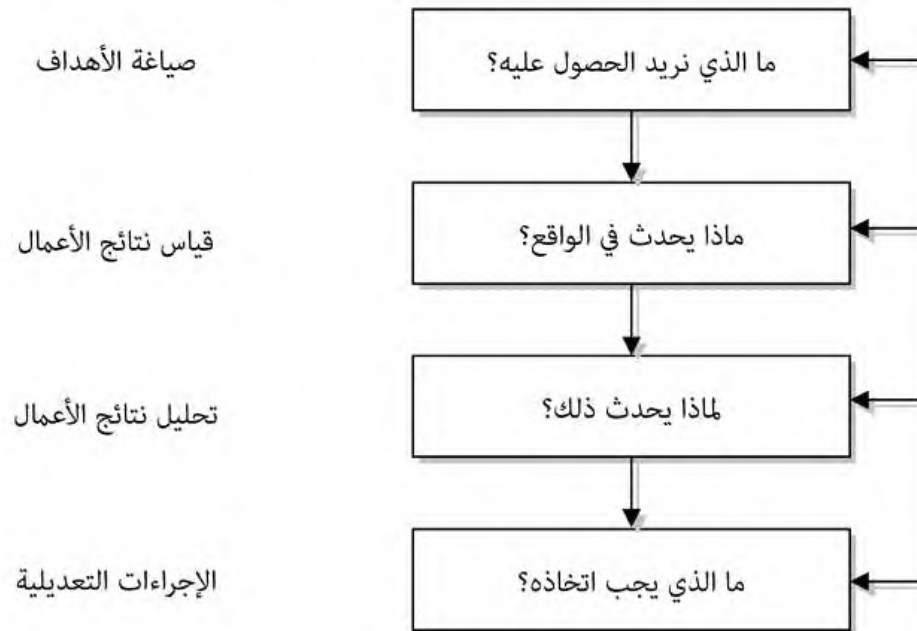 صياغة الأهداف
ما الذي نريد الحصول عليه؟
قياس نتائج الأعمال
ماذا يحدث في الواقع؟
تحليل نتائج الأعمال
لماذا يحدث ذلك؟
الإجراءات التعديلية
ما الذي يجب اتخاذه؟